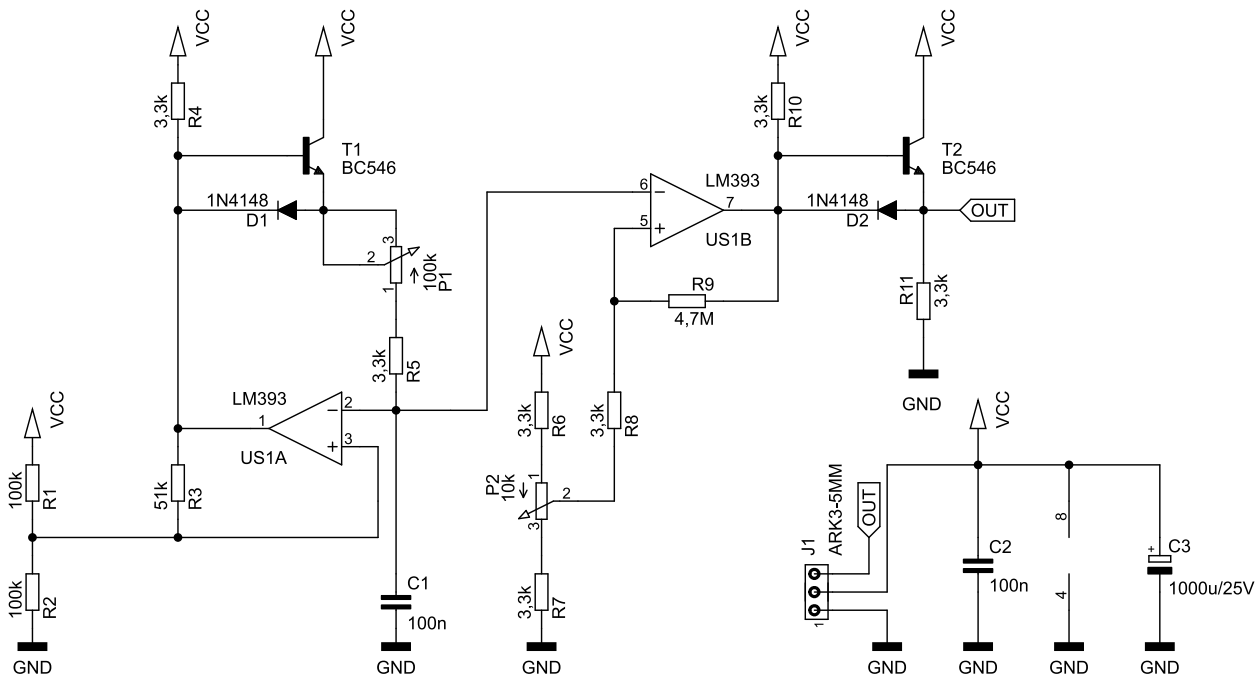 VCC
VCC
VCC
VCC
3,3k
R4
3,3k
R10
T1
BC546
T2
BC546
1N4148
D1
LM393
6
−
7
5
+
US1B
1N4148
D2
OUT
3
2
1
100k
P1
R9
4,7M
R11
3,3k
GND
VCC
3,3k
R5
LM393
1
−
2
+
3
US1A
VCC
3,3k
R6
3,3k
R8
VCC
100k
R1
51k
R3
P2
10k
1
2
3
J1
ARK3-5MM
OUT
1
8
4
C2
100n
+
C3
1000u/25V
100k
R2
C1
100n
3,3k
R7
GND
GND
GND
GND
GND
GND
GND